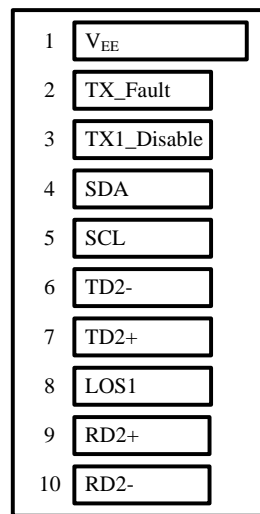 1 VEE
2 TX_Fault
3 TX1_Disable
4 SDA
5 SCL
6 TD2-
7 TD2+
8 LOS1
9 RD2+
10 RD2-